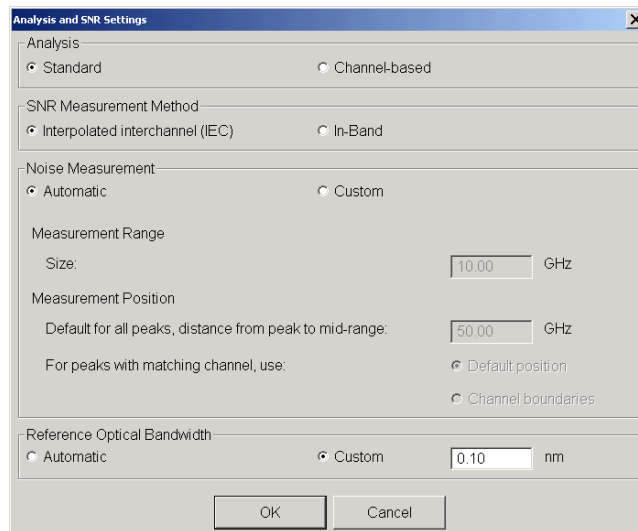 Analysis and SNR Settings
Analysis
Standard Channel-based
SNR Measurement Method
Interpolated interchannel (IEC) In-Band
Noise Measurement
Automatic Custom
Measurement Range
Size: 10.00 GHz
Measurement Position
Default for all peaks, distance from peak to mid-range: 50.00 GHz
For peaks with matching channel, use: Default position
Channel boundaries
Reference Optical Bandwidth
Automatic Custom 0.10 nm
OK Cancel